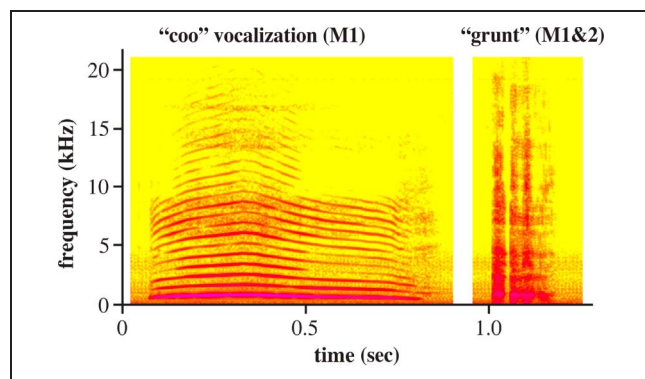 “coo” vocalization (M1)
“grunt” (M1&2)
frequency (kHz)
20
15
10
5
0
0
0.5
1.0
time (sec)